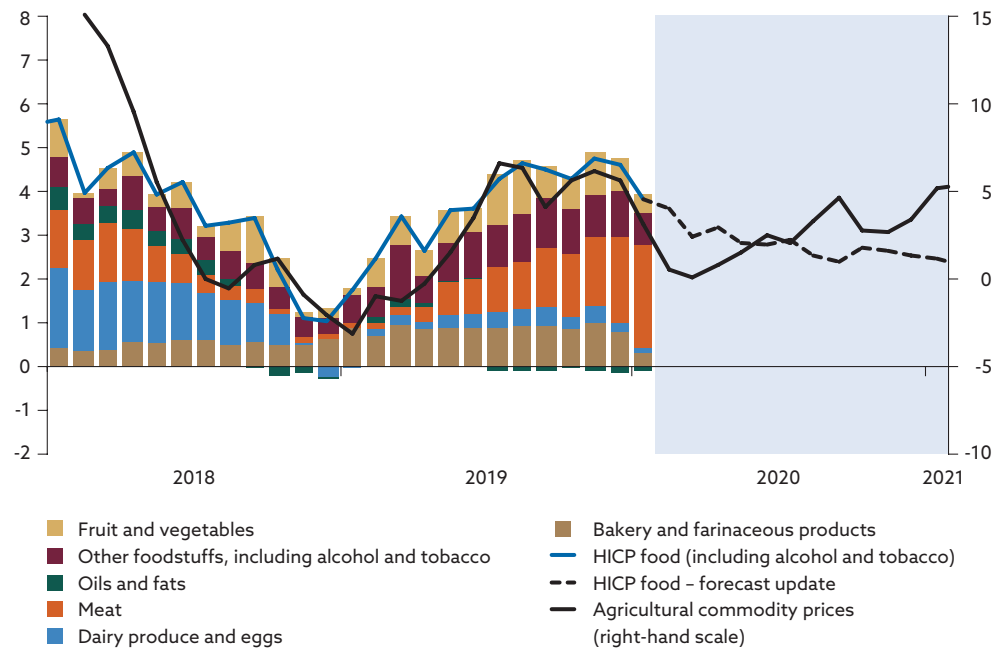 8
7
6
5
4
3
2
1
0
-1
-2
15
10
5
0
-5
-10
2018 2019 2020 2021
Fruit and vegetables
Other foodstuffs, including alcohol and tobacco
Oils and fats
Meat
Dairy produce and eggs
Bakery and farinaceous products
HICP food (including alcohol and tobacco)
HICP food – forecast update
Agricultural commodity prices
(right-hand scale)